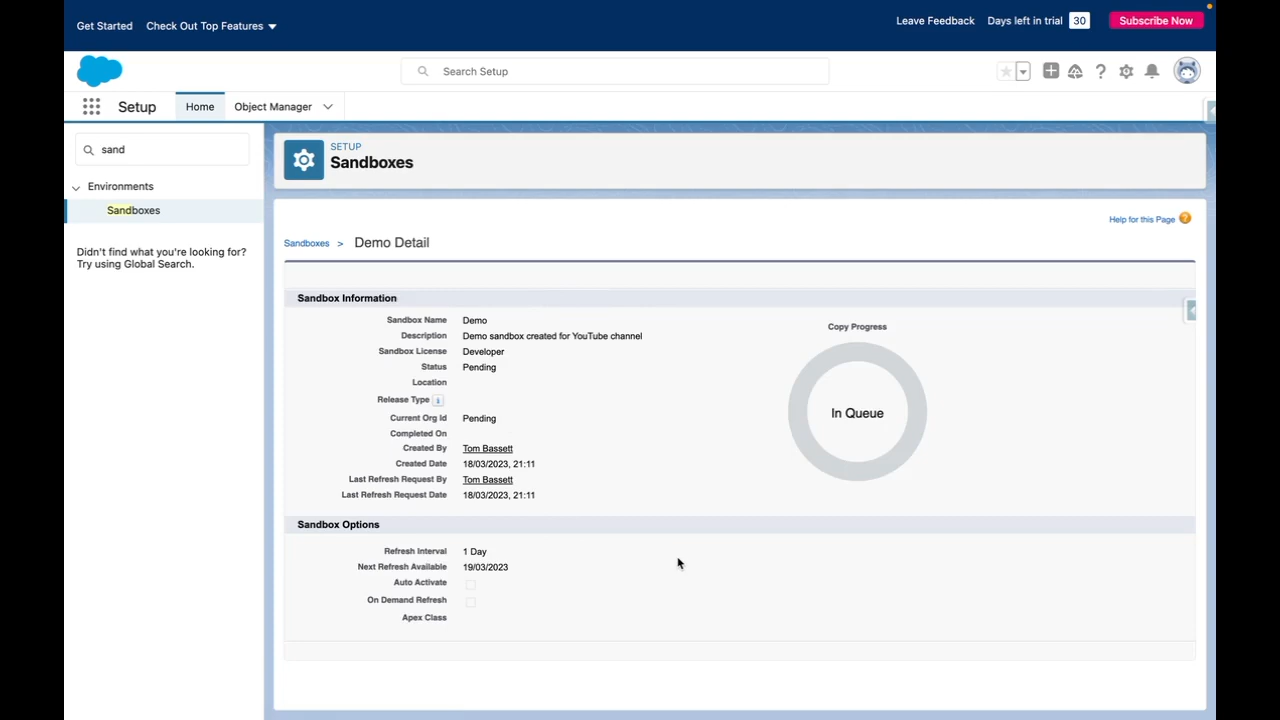 Get Started
Check Out Top Features
Leave Feedback
Days left in trial
30
Subscribe Now
Search Setup
Setup
Home
Object Manager
sand
Environments
Sandboxes
Didn't find what you're looking for?
Try using Global Search.
SETUP
Sandboxes
Help for this Page
Sandboxes > Demo Detail
Sandbox Information
Sandbox Name Demo
Description Demo sandbox created for YouTube channel
Sandbox License Developer
Status Pending
Location
Release Type i
Current Org Id Pending
Completed On
Created By Tom Bassett
Created Date 18/03/2023, 21:11
Last Refresh Request By Tom Bassett
Last Refresh Request Date 18/03/2023, 21:11
Copy Progress
In Queue
Sandbox Options
Refresh Interval 1 Day
Next Refresh Available 19/03/2023
Auto Activate
On Demand Refresh
Apex Class